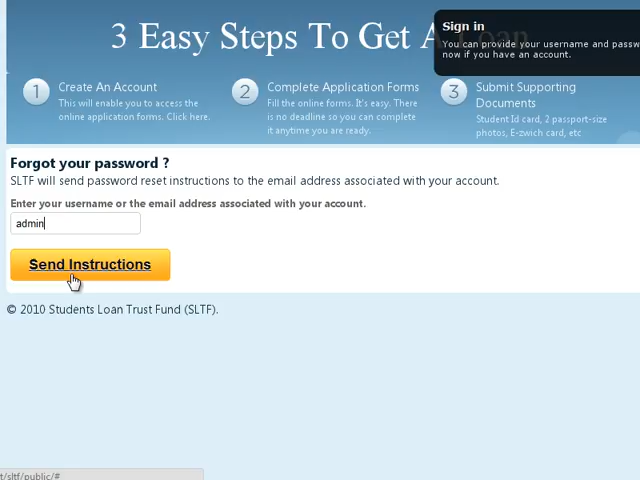 3 Easy Steps To Get A Loan
Sign in
You can provide your username and passw
now if you have an account.
1 Create An Account
This will enable you to access the
online application forms. Click here.
2 Complete Application Forms
Fill the online forms. It's easy. There
is no deadline so you can complete
it anytime you are ready.
3 Submit Supporting
Documents
Student Id card, 2 passport-size
photos, E-zwich card, etc
Forgot your password ?
SLTF will send password reset instructions to the email address associated with your account.
Enter your username or the email address associated with your account.
admin
Send Instructions
© 2010 Students Loan Trust Fund (SLTF).
t/sltf/public/#